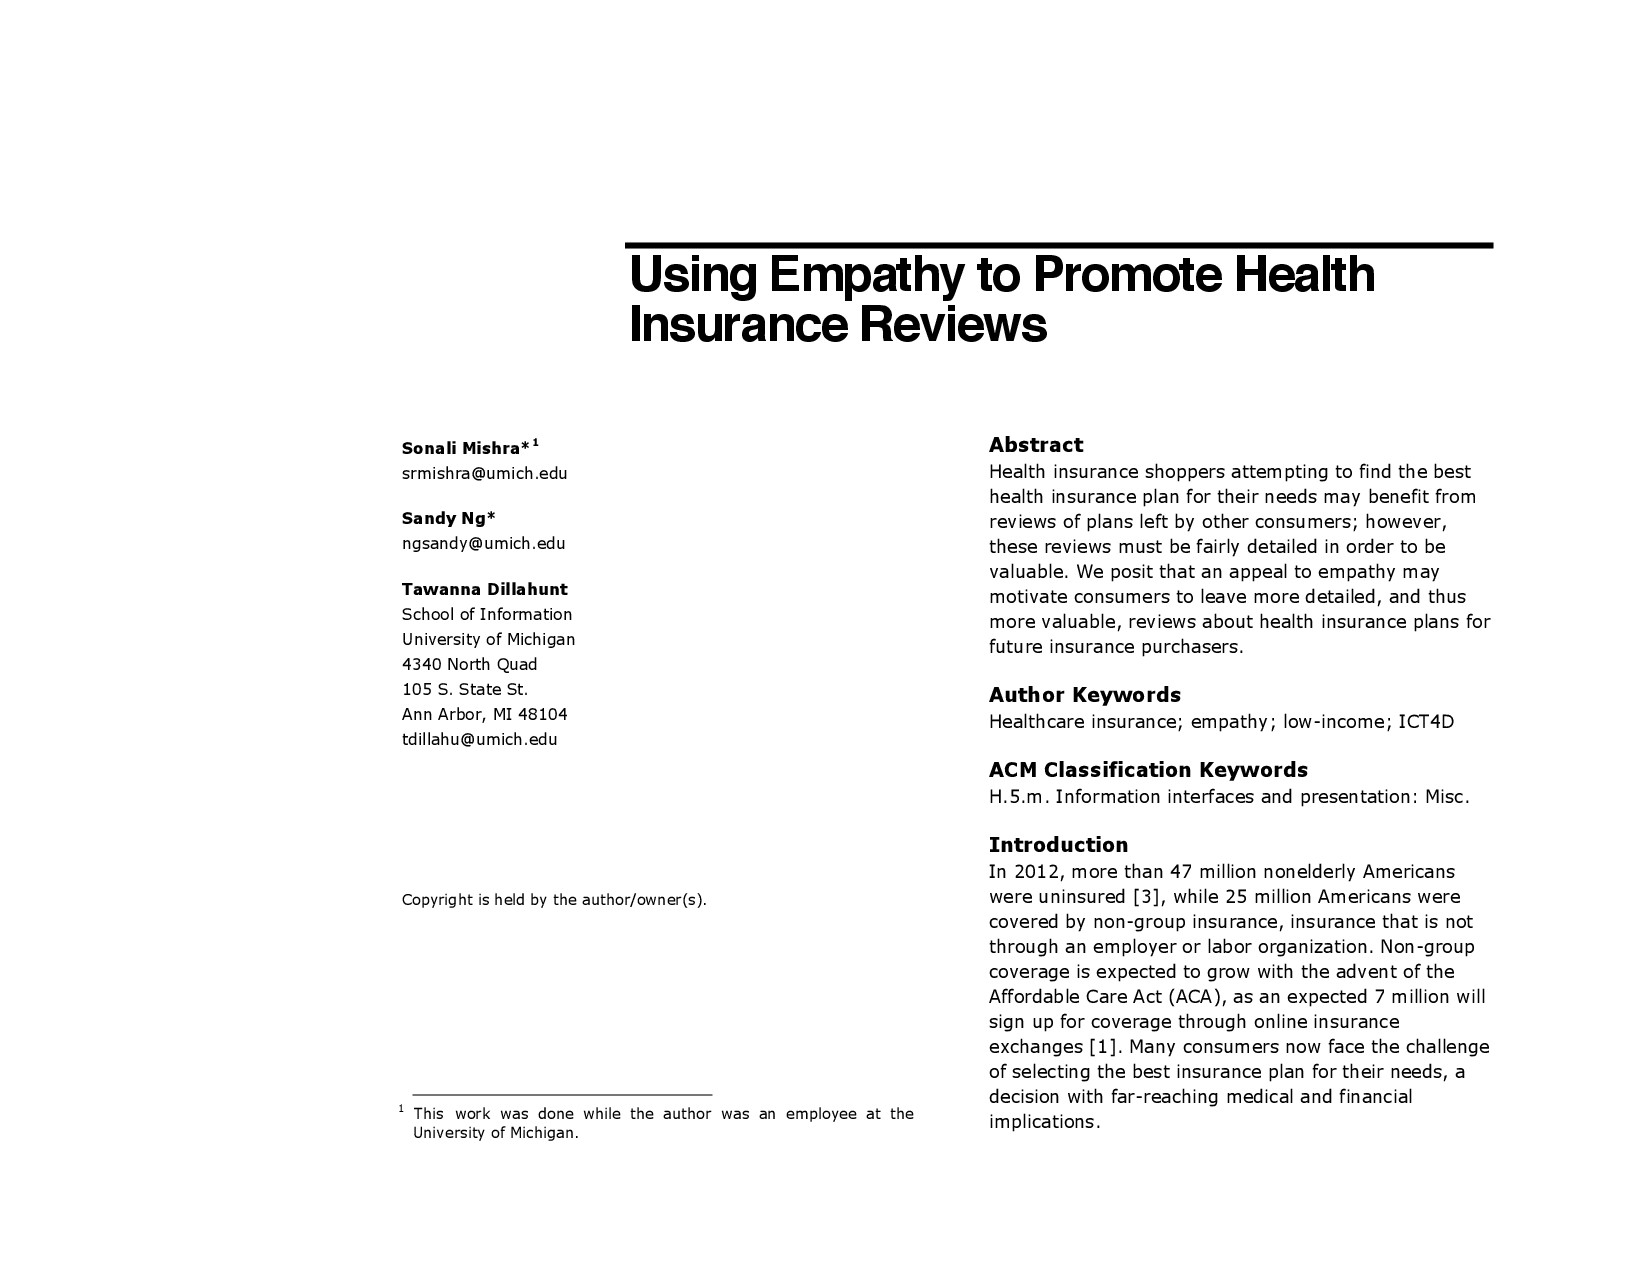 Using Empathy to Promote Health
Insurance Reviews
Sonali Mishra*1
srmishra@umich.edu
Sandy Ng*
ngsandy@umich.edu
Tawanna Dillahunt
School of Information
University of Michigan
4340 North Quad
105 S. State St.
Ann Arbor, MI 48104
tdillahu@umich.edu
Copyright is held by the author/owner(s).
1 This work was done while the author was an employee at the
University of Michigan.
Abstract
Health insurance shoppers attempting to find the best
health insurance plan for their needs may benefit from
reviews of plans left by other consumers; however,
these reviews must be fairly detailed in order to be
valuable. We posit that an appeal to empathy may
motivate consumers to leave more detailed, and thus
more valuable, reviews about health insurance plans for
future insurance purchasers.
Author Keywords
Healthcare insurance; empathy; low-income; ICT4D
ACM Classification Keywords
H.5.m. Information interfaces and presentation: Misc.
Introduction
In 2012, more than 47 million nonelderly Americans
were uninsured [3], while 25 million Americans were
covered by non-group insurance, insurance that is not
through an employer or labor organization. Non-group
coverage is expected to grow with the advent of the
Affordable Care Act (ACA), as an expected 7 million will
sign up for coverage through online insurance
exchanges [1]. Many consumers now face the challenge
of selecting the best insurance plan for their needs, a
decision with far-reaching medical and financial
implications.